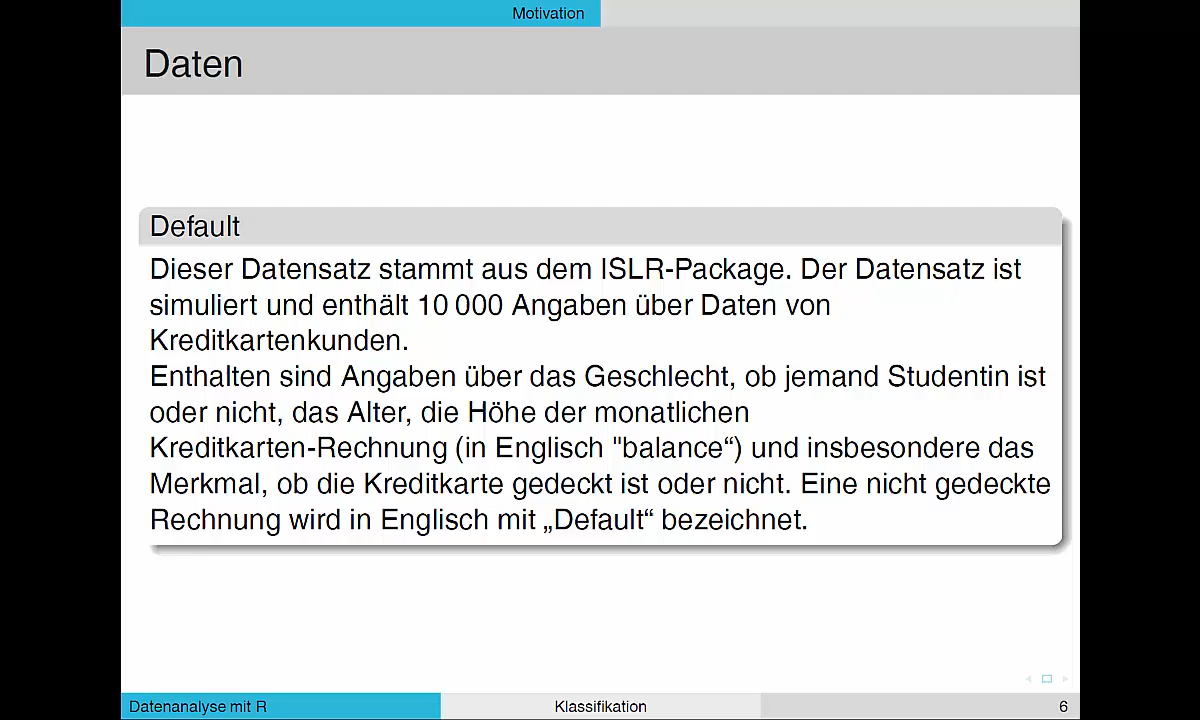 Motivation
Daten
Default
Dieser Datensatz stammt aus dem ISLR-Package. Der Datensatz ist
simuliert und enthält 10 000 Angaben über Daten von
Kreditkartenkunden.
Enthalten sind Angaben über das Geschlecht, ob jemand Studentin ist
oder nicht, das Alter, die Höhe der monatlichen
Kreditkarten-Rechnung (in Englisch "balance“) und insbesondere das
Merkmal, ob die Kreditkarte gedeckt ist oder nicht. Eine nicht gedeckte
Rechnung wird in Englisch mit „Default“ bezeichnet.
Datenanalyse mit R
Klassifikation
6